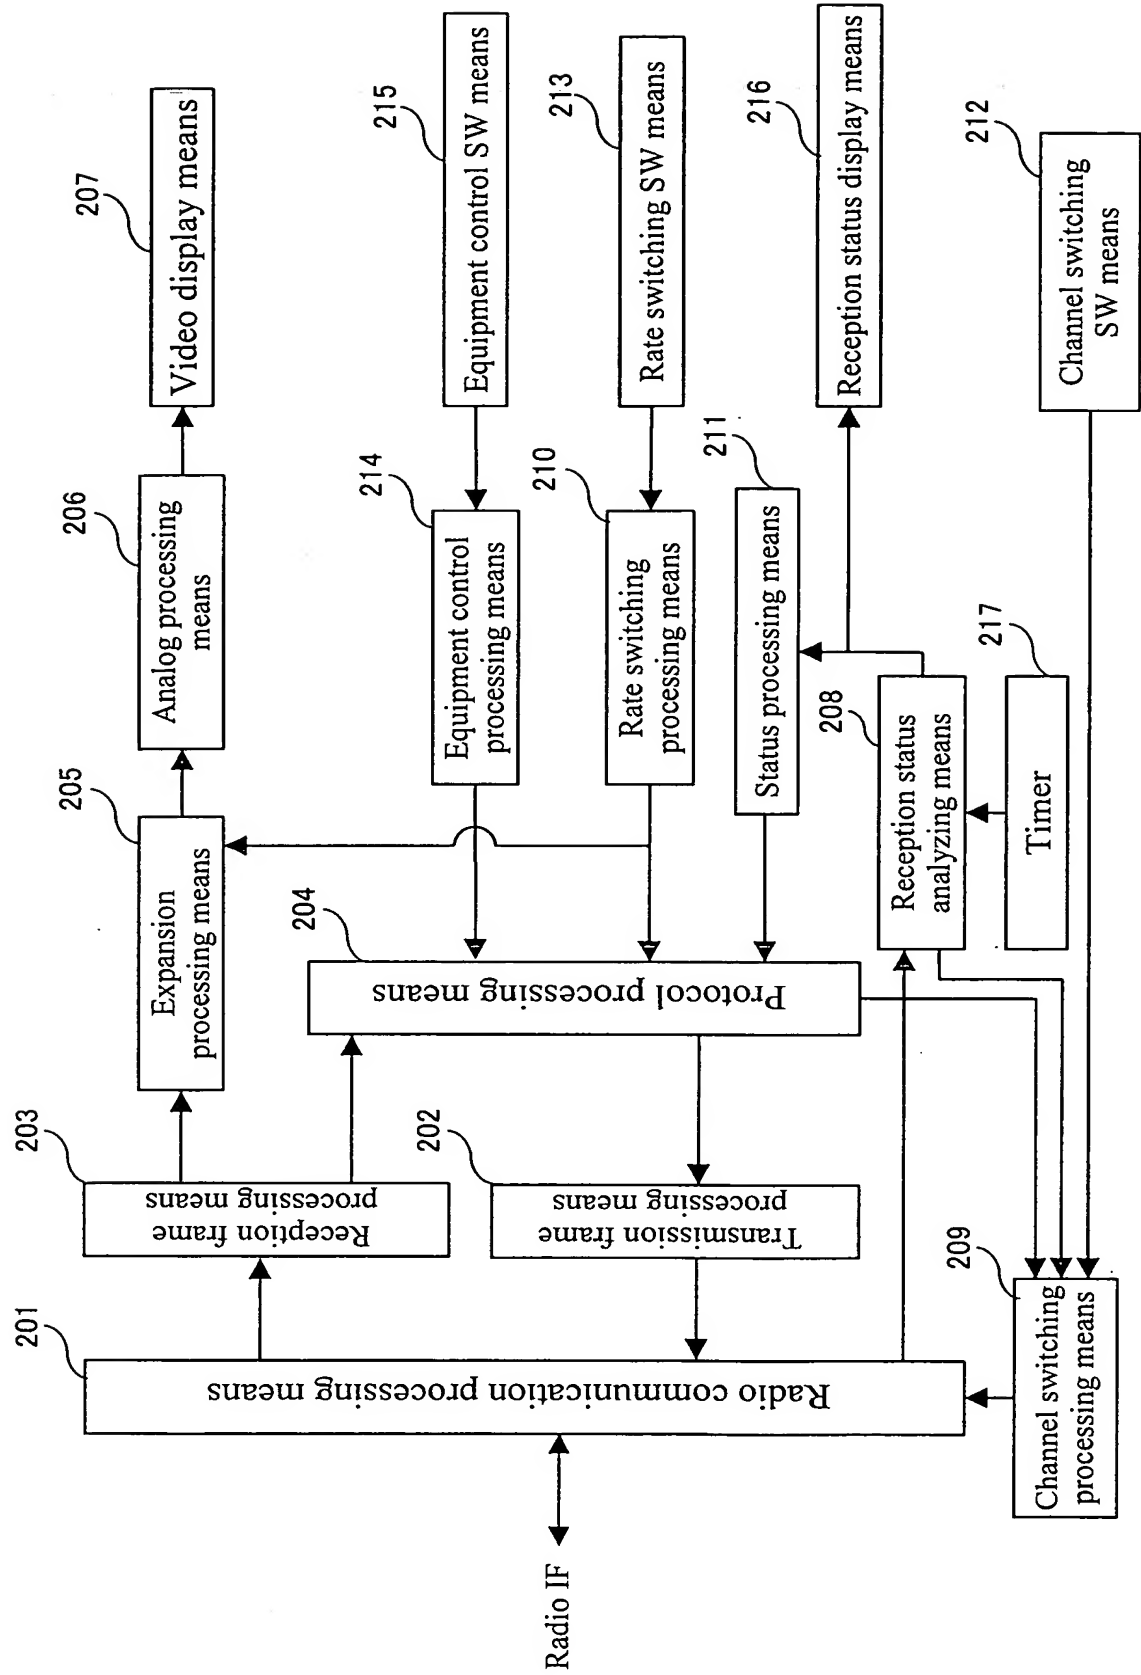 207
Video display means
215
Equipment control SW means
213
Rate switching SW means
216
Reception status display means
212
Channel switching
SW means
206
Analog processing
means
214
Equipment control
processing means
210
Rate switching
processing means
211
Status processing means
208
Reception status
analyzing means
217
Timer
205
Expansion
processing means
204
Protocol processing means
203
Reception frame
processing means
202
Transmission frame
processing means
209
Channel switching
processing means
201
Radio communication processing means
Radio IF